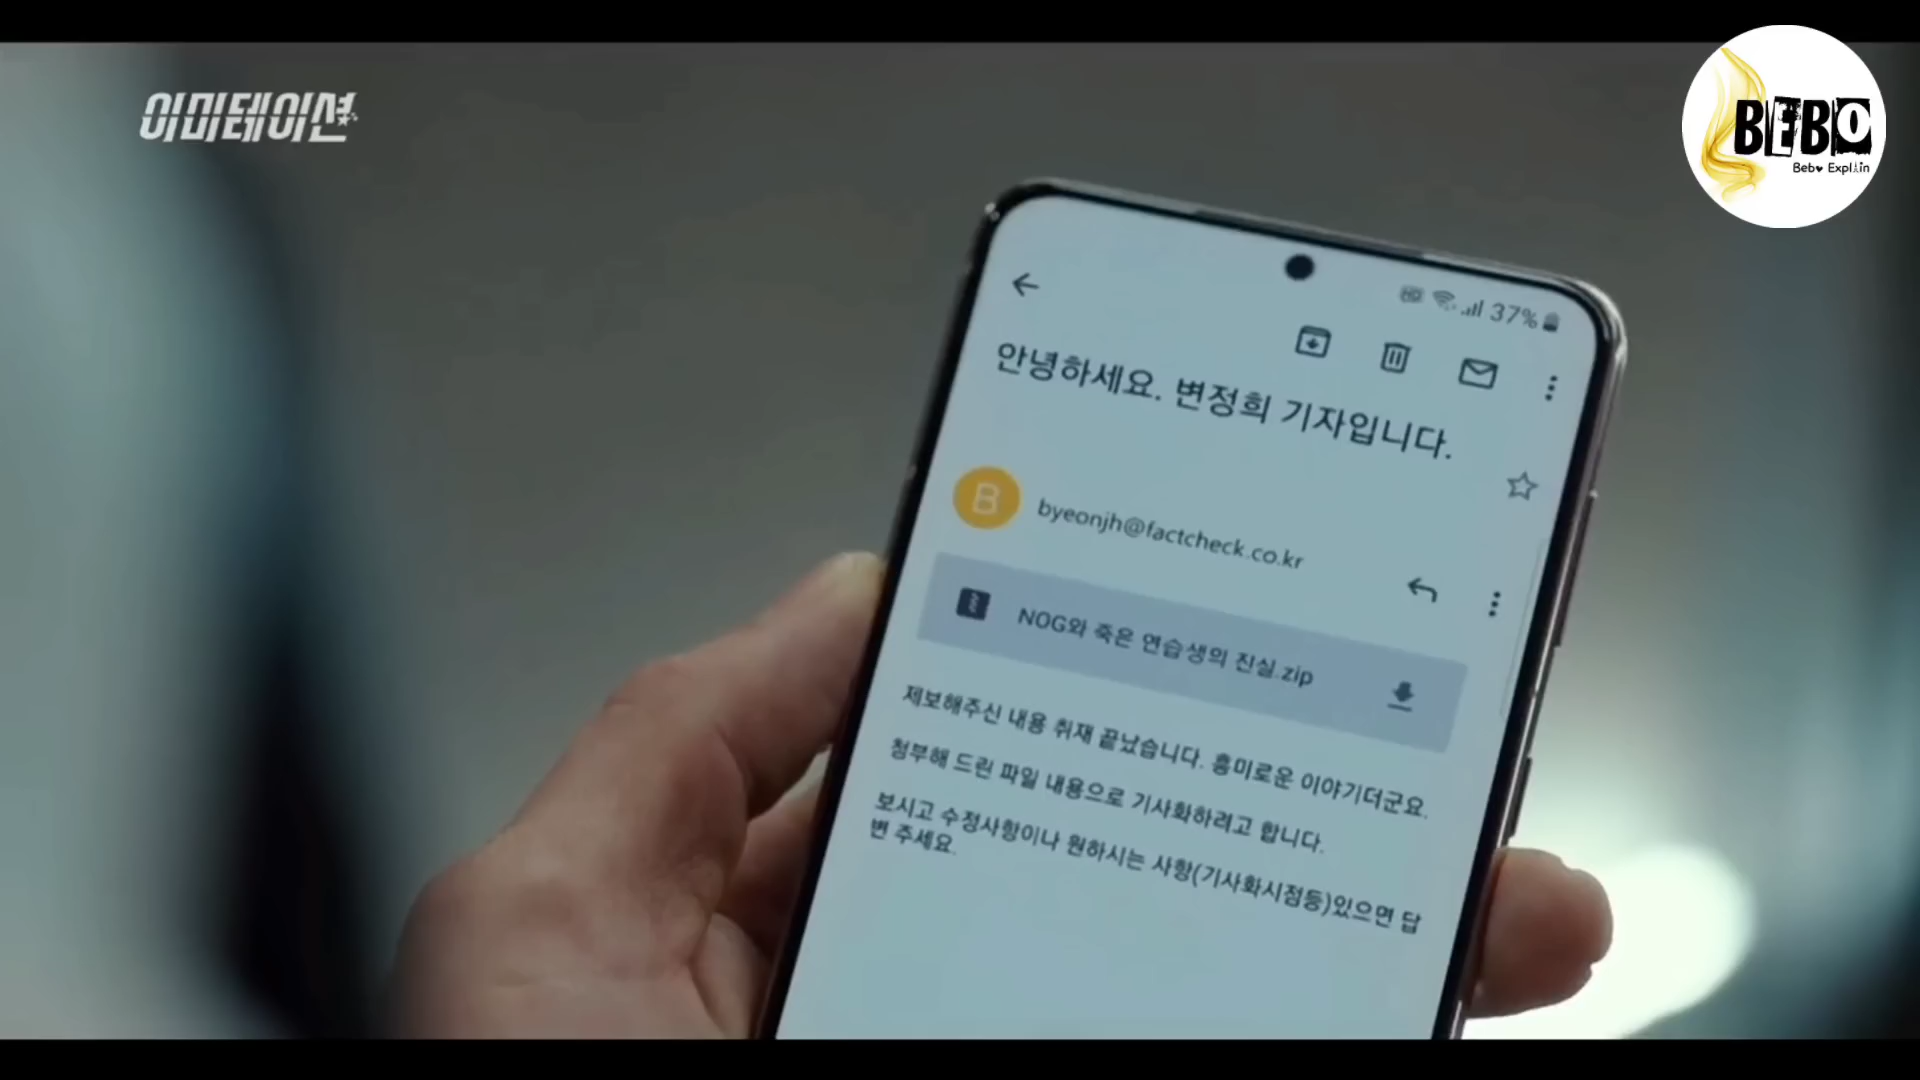 이미테이션
BEBO
Bebo Explain
37%
안녕하세요. 변정희 기자입니다.
B
byeonjh@factcheck.co.kr
NOG와 죽은 연습생의 진실.zip
제보해주신 내용 취재 끝났습니다. 흥미로운 이야기더군요.
첨부해 드린 파일 내용으로 기사화하려고 합니다.
보시고 수정사항이나 원하시는 사항(기사화시점등)있으면 답
변 주세요.